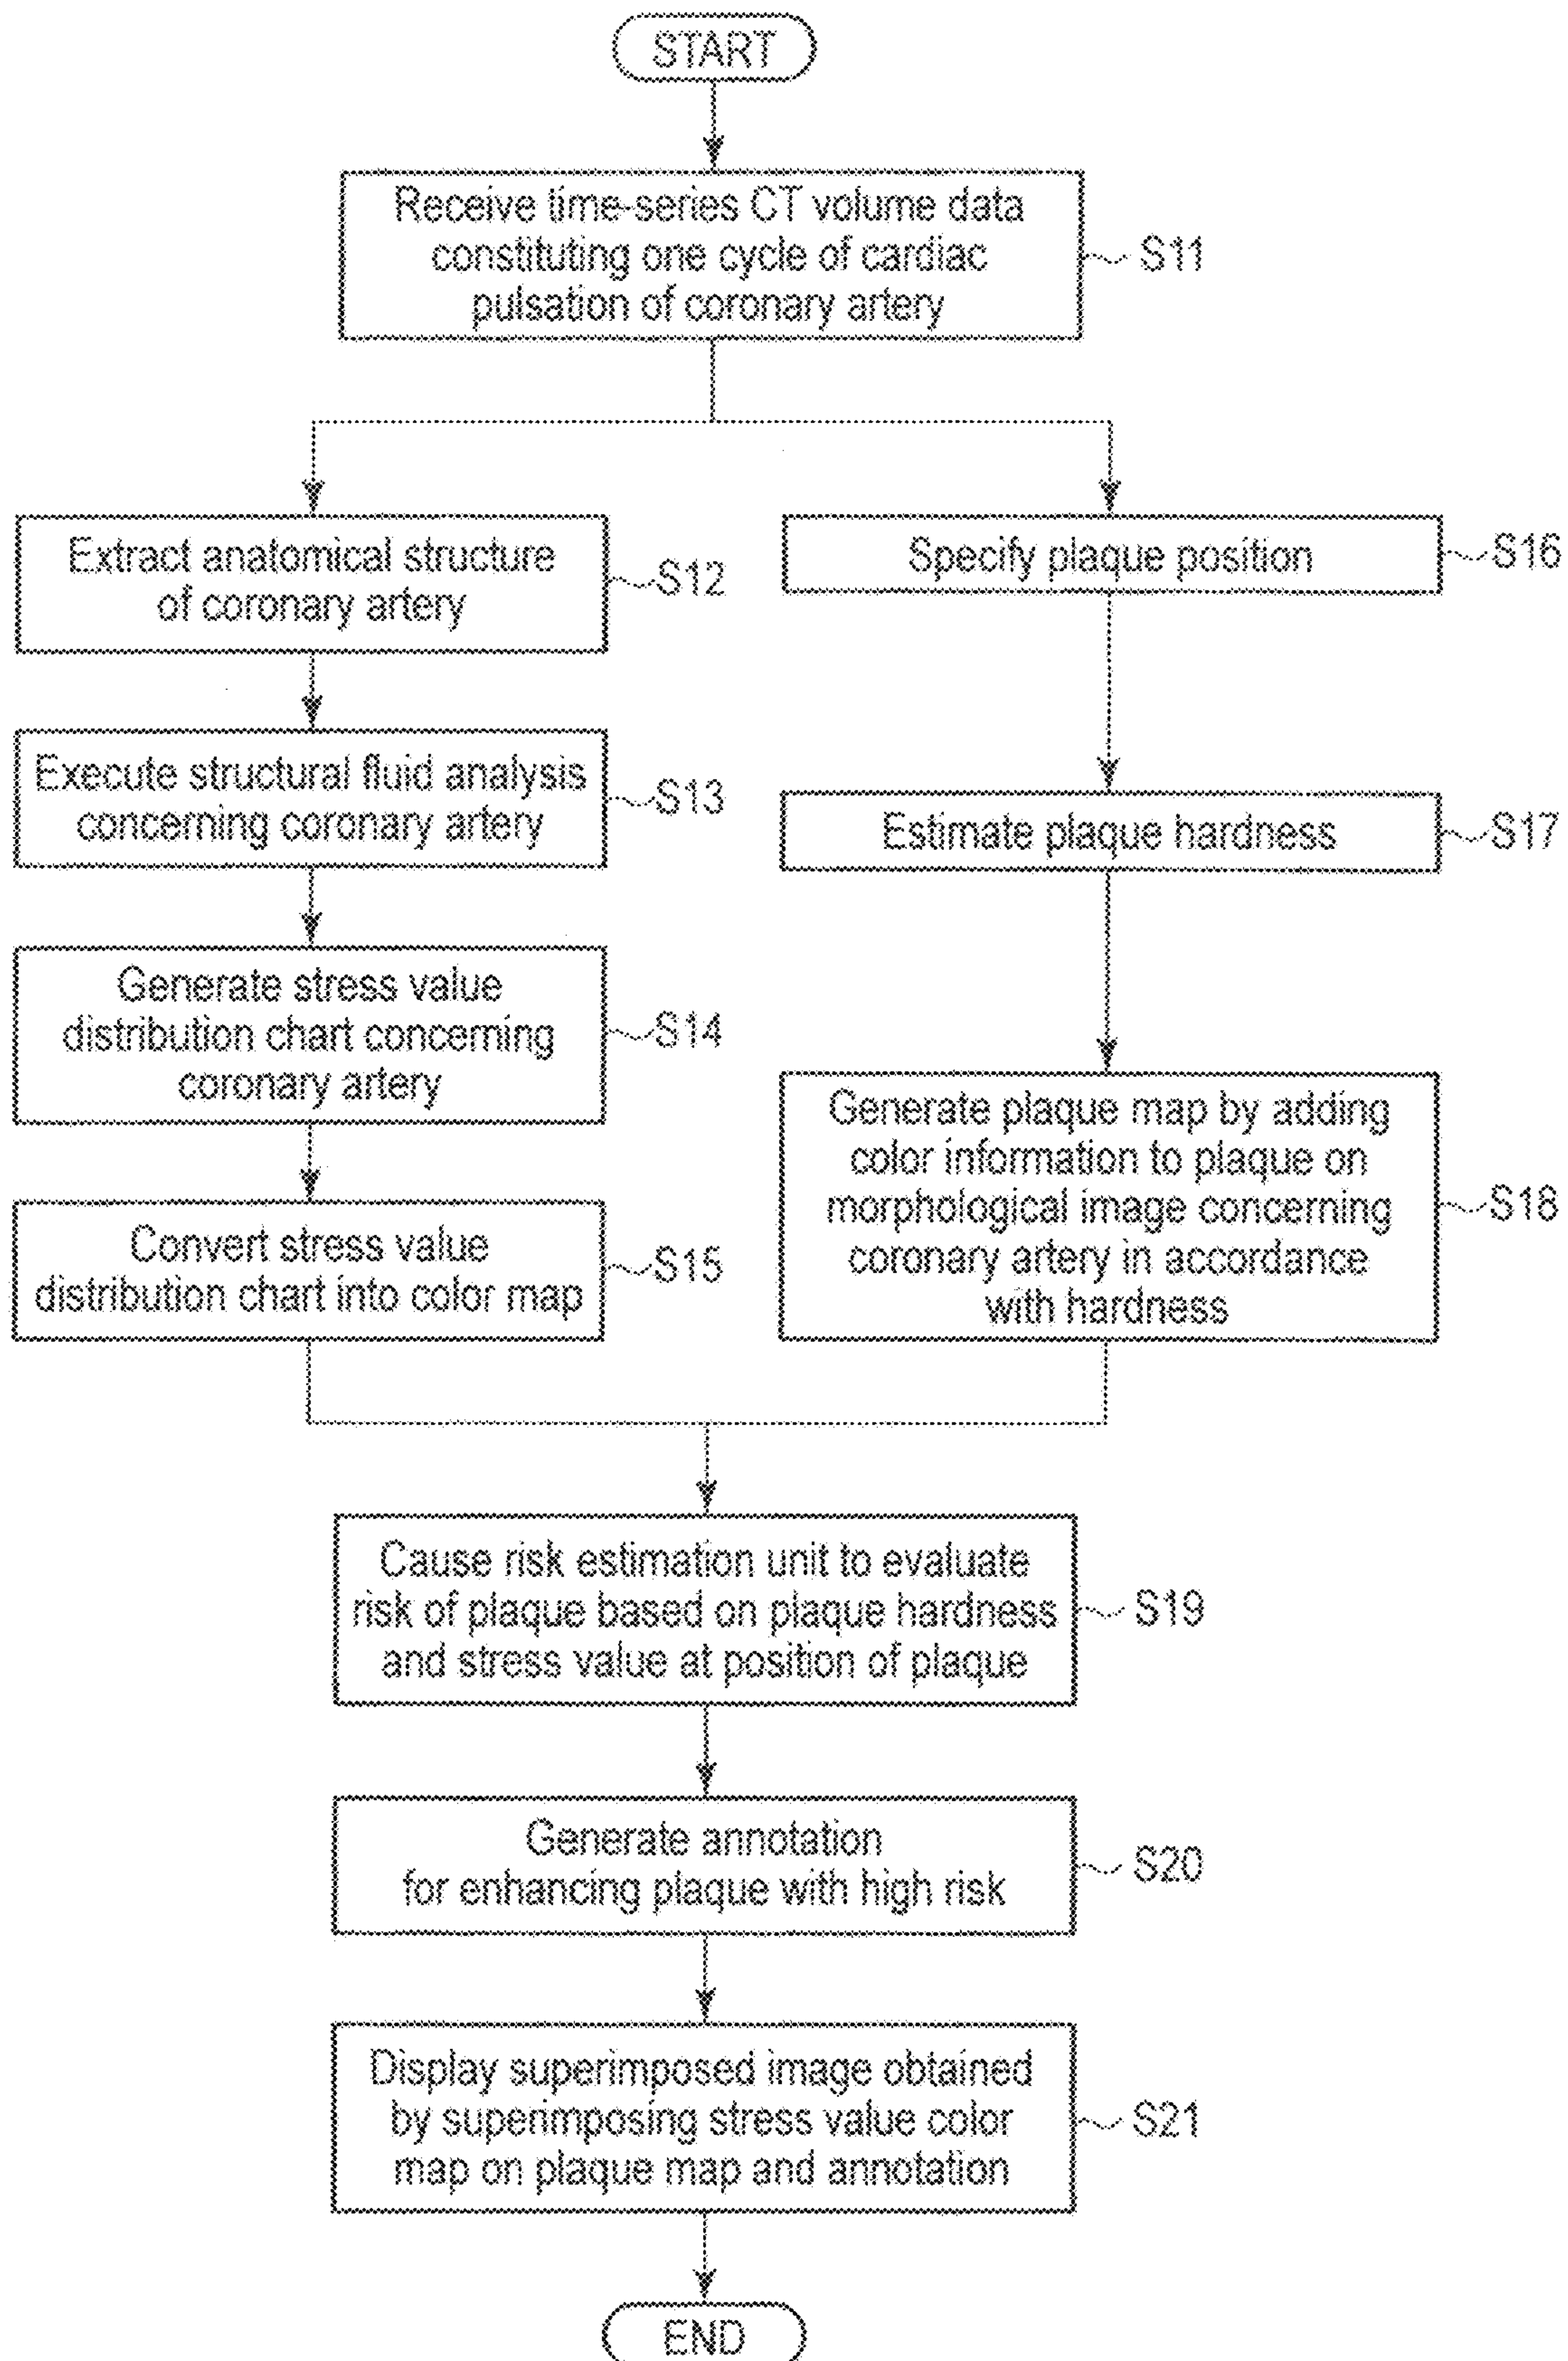 START
Receive time-series CT volume data
constituting one cycle of cardiac
pulsation of coronary artery
S11
Extract anatomical structure
of coronary artery
S12
Execute structural fluid analysis
concerning coronary artery
S13
Generate stress value
distribution chart concerning
coronary artery
S14
Convert stress value
distribution chart into color map
S15
Specify plaque position
S16
Estimate plaque hardness
S17
Generate plaque map by adding
color information to plaque on
morphological image concerning
coronary artery in accordance
with hardness
S18
Cause risk estimation unit to evaluate
risk of plaque based on plaque hardness
and stress value at position of plaque
S19
Generate annotation
for enhancing plaque with high risk
S20
Display superimposed image obtained
by superimposing stress value color
map on plaque map and annotation
S21
END